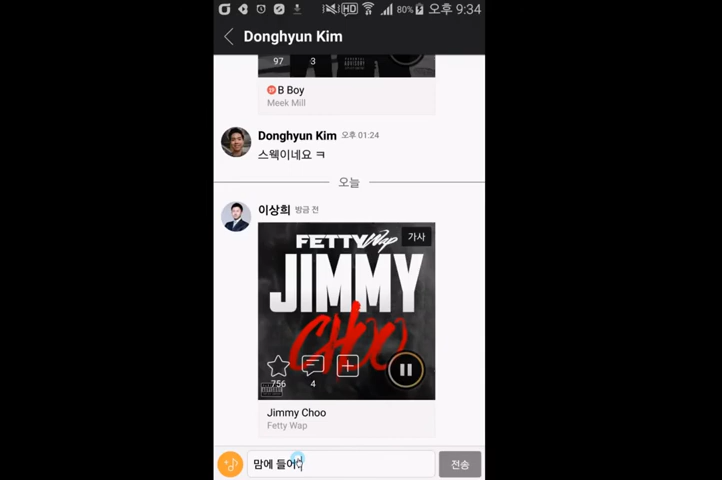 HD 80% 오후 9:34
Donghyun Kim
97 3
B Boy
Meek Mill
Donghyun Kim 오후 01:24
스웩이네요 ㅋ
오늘
이상희 방금 전
FETTY Wap 가사
JIMMY
CHOO
756 4
Jimmy Choo
Fetty Wap
맘에 들어
전송